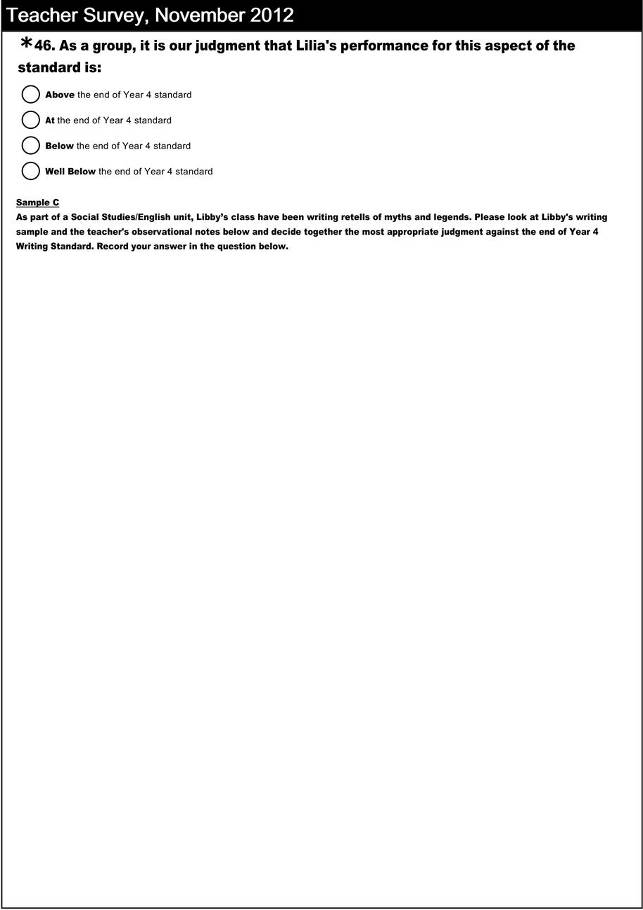 Teacher Survey, November 2012
*46. As a group, it is our judgment that Lilia's performance for this aspect of the
standard is:
Above the end of Year 4 standard
At the end of Year 4 standard
Below the end of Year 4 standard
Well Below the end of Year 4 standard
Sample C
As part of a Social Studies/English unit, Libby's class have been writing retells of myths and legends. Please look at Libby's writing
sample and the teacher's observational notes below and decide together the most appropriate judgment against the end of Year 4
Writing Standard. Record your answer in the question below.